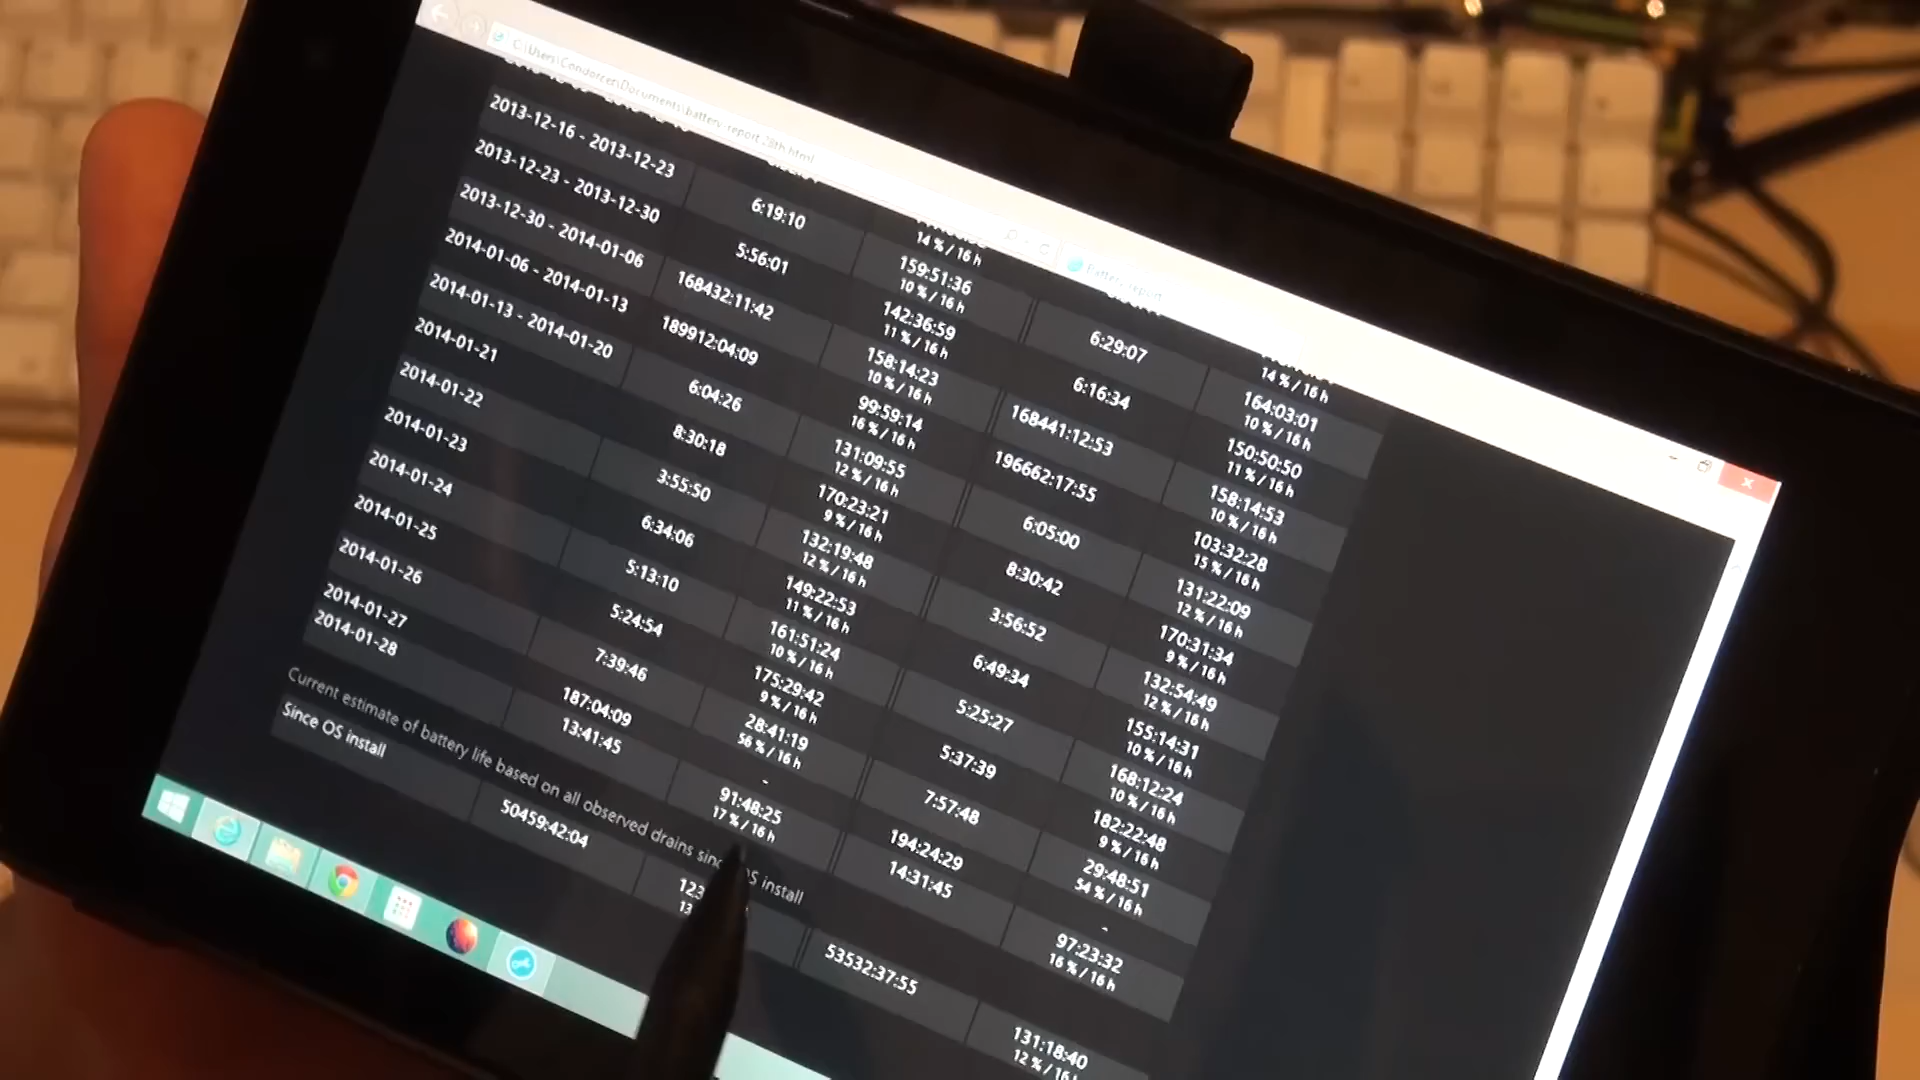 C:\Users\Condorcet\Documents\battery report 28th.html
Battery report
14 % / 16 h 14 % / 16 h
2013-12-16 - 2013-12-23 6:19:10 159:51:36 6:29:07 164:03:01
10 % / 16 h 10 % / 16 h
2013-12-23 - 2013-12-30 5:56:01 142:36:59 6:16:34 150:50:50
11 % / 16 h 11 % / 16 h
2013-12-30 - 2014-01-06 168432:11:42 158:14:23 168441:12:53 158:14:53
10 % / 16 h 10 % / 16 h
2014-01-06 - 2014-01-13 189912:04:09 99:59:14 196662:17:55 103:32:28
16 % / 16 h 15 % / 16 h
2014-01-13 - 2014-01-20 6:04:26 131:09:55 6:05:00 131:22:09
12 % / 16 h 12 % / 16 h
2014-01-21 8:30:18 170:23:21 8:30:42 170:31:34
9 % / 16 h 9 % / 16 h
2014-01-22 3:55:50 132:19:48 3:56:52 132:54:49
12 % / 16 h 12 % / 16 h
2014-01-23 6:34:06 149:22:53 6:49:34 155:14:31
11 % / 16 h 10 % / 16 h
2014-01-24 5:13:10 161:51:24 5:25:27 168:12:24
10 % / 16 h 10 % / 16 h
2014-01-25 5:24:54 175:29:42 5:37:39 182:22:48
9 % / 16 h 9 % / 16 h
2014-01-26 7:39:46 28:41:19 7:57:48 29:48:51
56 % / 16 h 54 % / 16 h
2014-01-27 187:04:09 - 194:24:29 -
2014-01-28 13:41:45 91:48:25 14:31:45 97:23:32
17 % / 16 h 16 % / 16 h
Current estimate of battery life based on all observed drains sinc OS install
Since OS install 50459:42:04 123 53532:37:55 131:18:40
13 12 % / 16